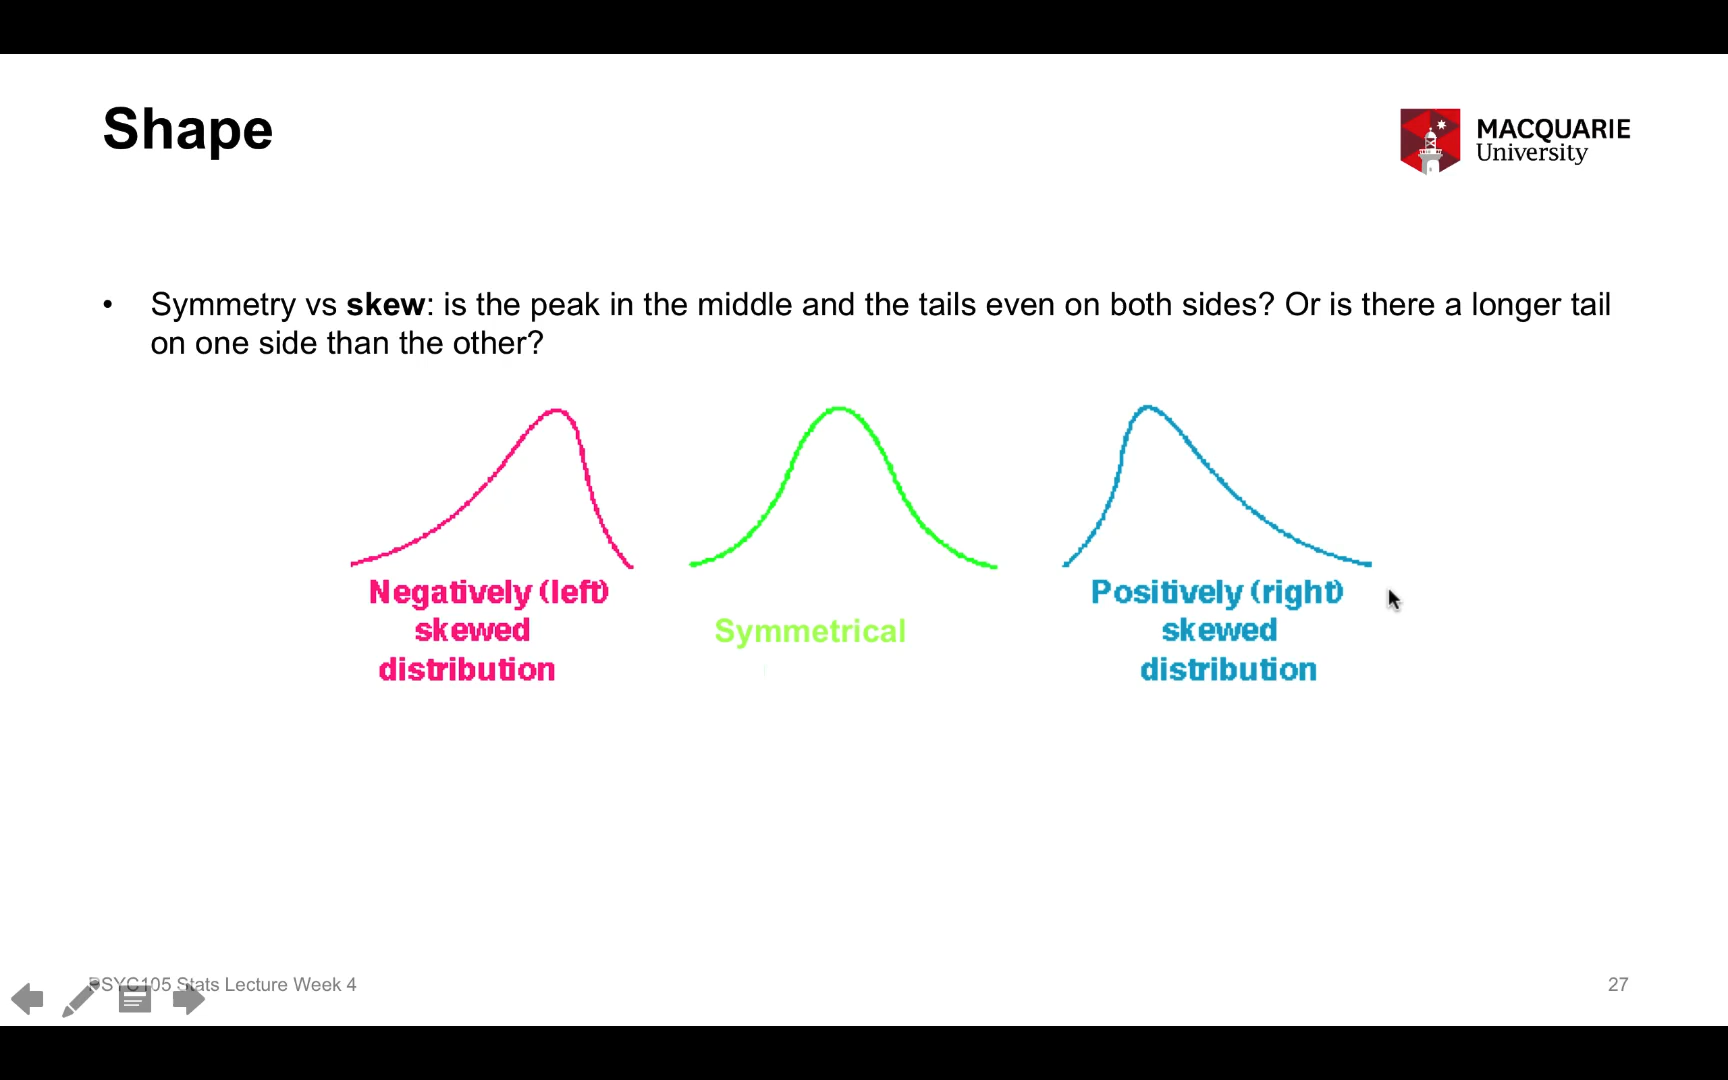 Shape
MACQUARIE
University
• Symmetry vs skew: is the peak in the middle and the tails even on both sides? Or is there a longer tail
on one side than the other?
Negatively (left)
skewed
distribution
Symmetrical
Positively (right)
skewed
distribution
PSYC105 Stats Lecture Week 4
27